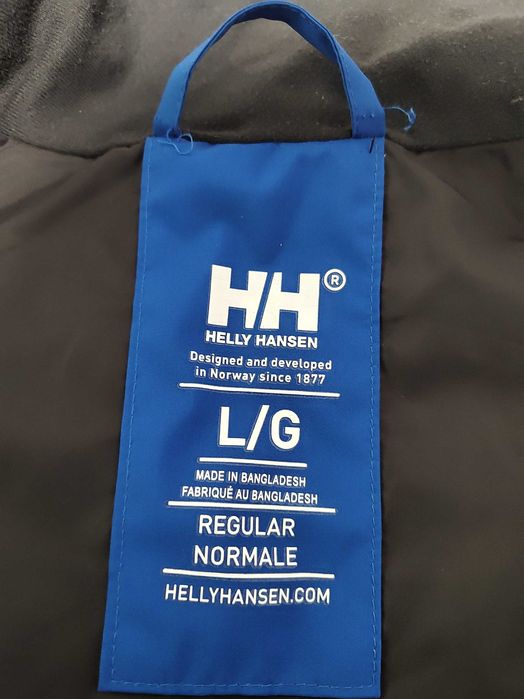 HH®
HELLY HANSEN
Designed and developed
in Norway since 1877
L/G
MADE IN BANGLADESH
FABRIQUÉ AU BANGLADESH
REGULAR
NORMALE
HELLYHANSEN.COM